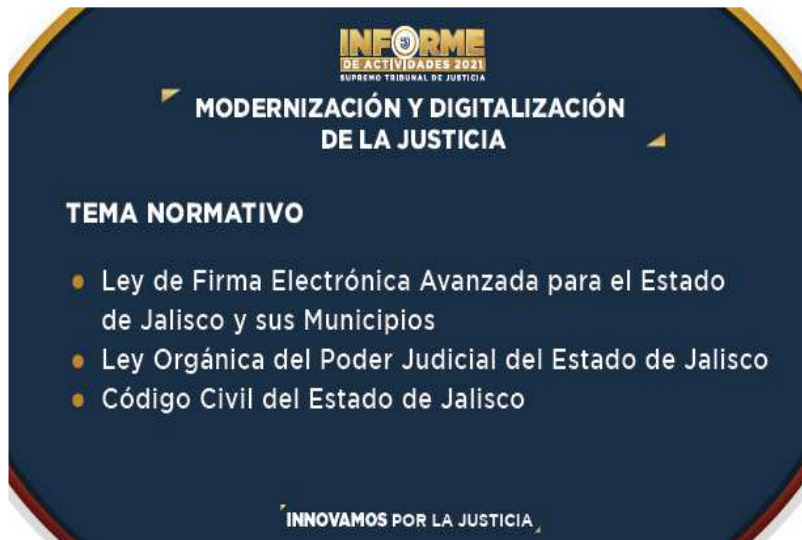 INFORME
DE ACTIVIDADES 2021
SUPREMO TRIBUNAL DE JUSTICIA
MODERNIZACIÓN Y DIGITALIZACIÓN
DE LA JUSTICIA
TEMA NORMATIVO
• Ley de Firma Electrónica Avanzada para el Estado
de Jalisco y sus Municipios
• Ley Orgánica del Poder Judicial del Estado de Jalisco
• Código Civil del Estado de Jalisco
INNOVAMOS POR LA JUSTICIA